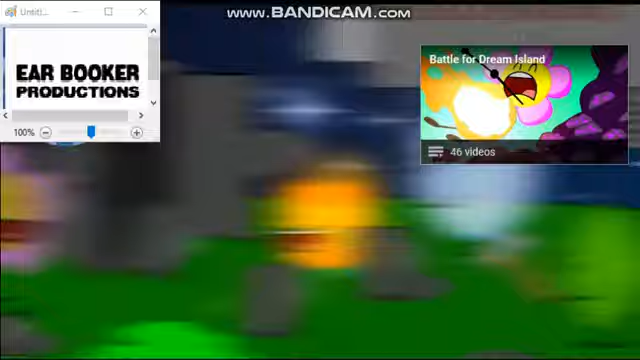 Untitl...
www.BANDICAM.com
EAR BOOKER
PRODUCTIONS
100%
Battle for Dream Island
46 videos